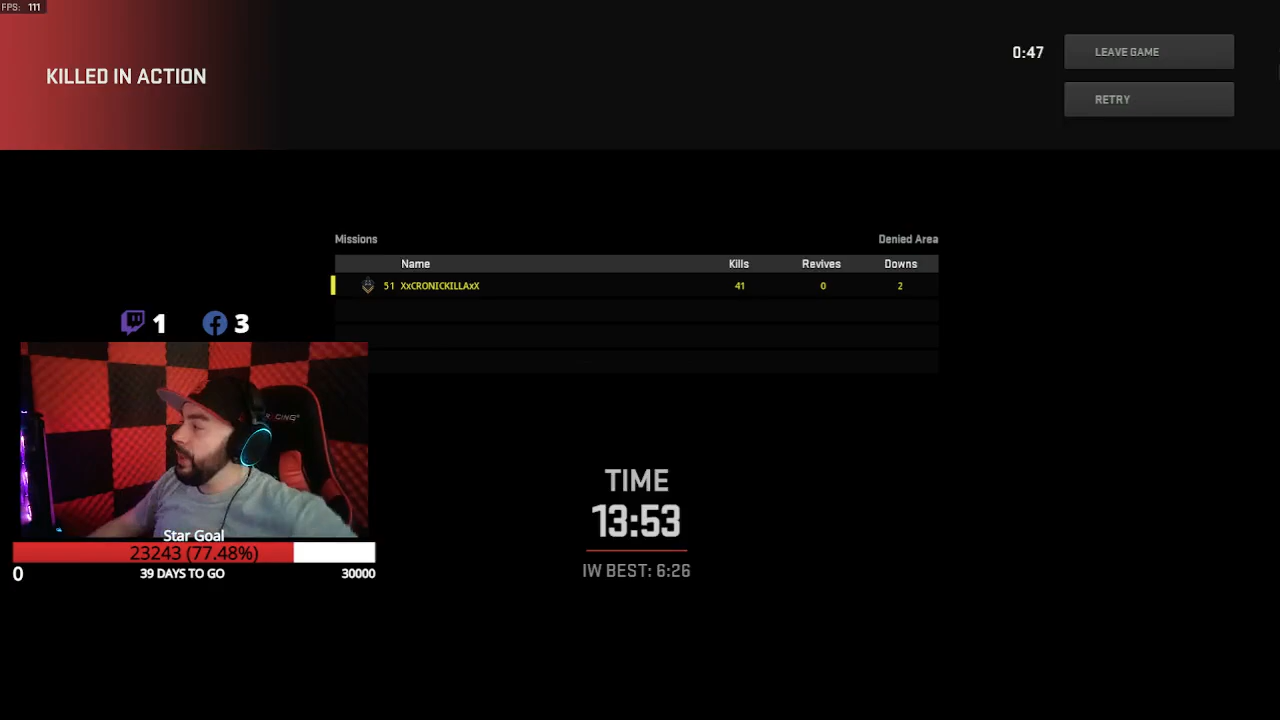 FPS: 111
KILLED IN ACTION
0:47
LEAVE GAME
RETRY
Missions
Denied Area
Name Kills Revives Downs
51 XxCRONICKILLAxX 41 0 2
1 3
RACING
Star Goal
23243 (77.48%)
0 39 DAYS TO GO 30000
TIME
13:53
IW BEST: 6:26